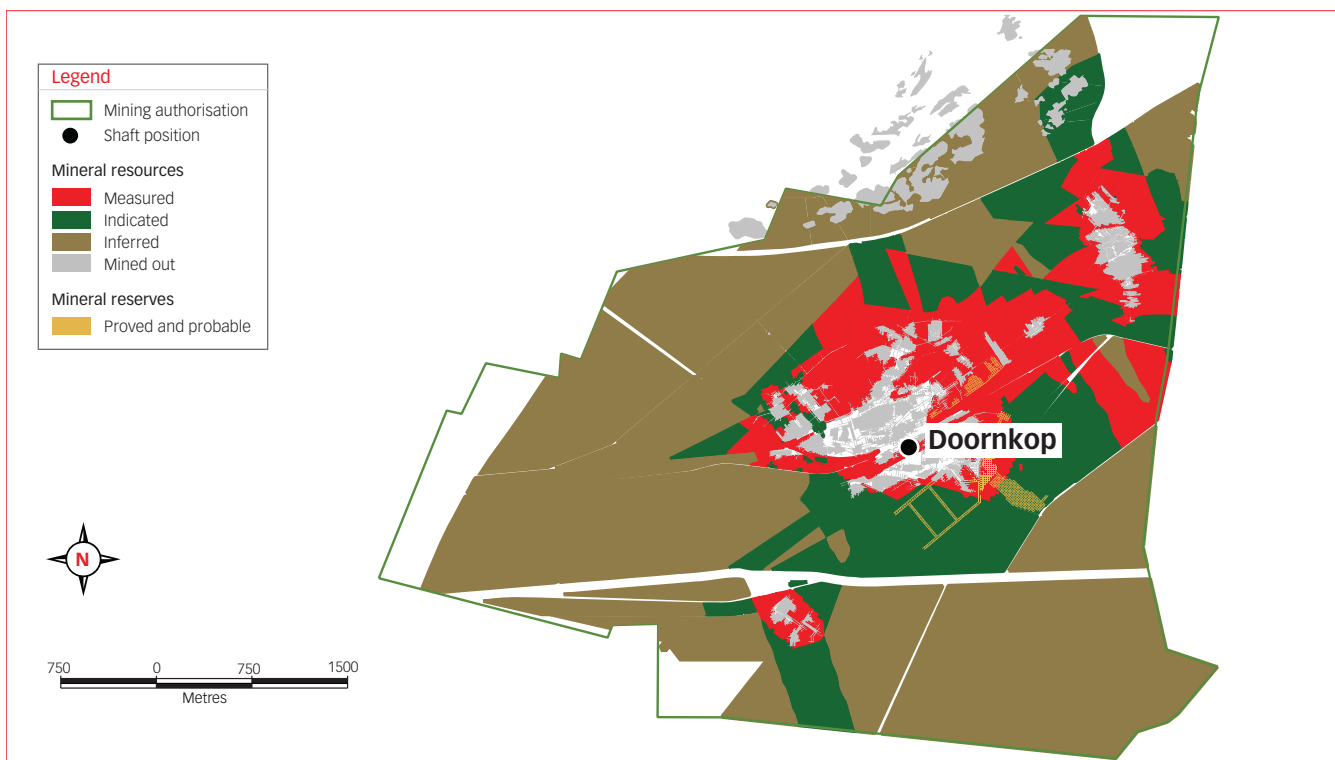 Legend
Mining authorisation
Shaft position
Mineral resources
Measured
Indicated
Inferred
Mined out
Mineral reserves
Proved and probable
Doornkop
N
750 0 750 1500
Metres